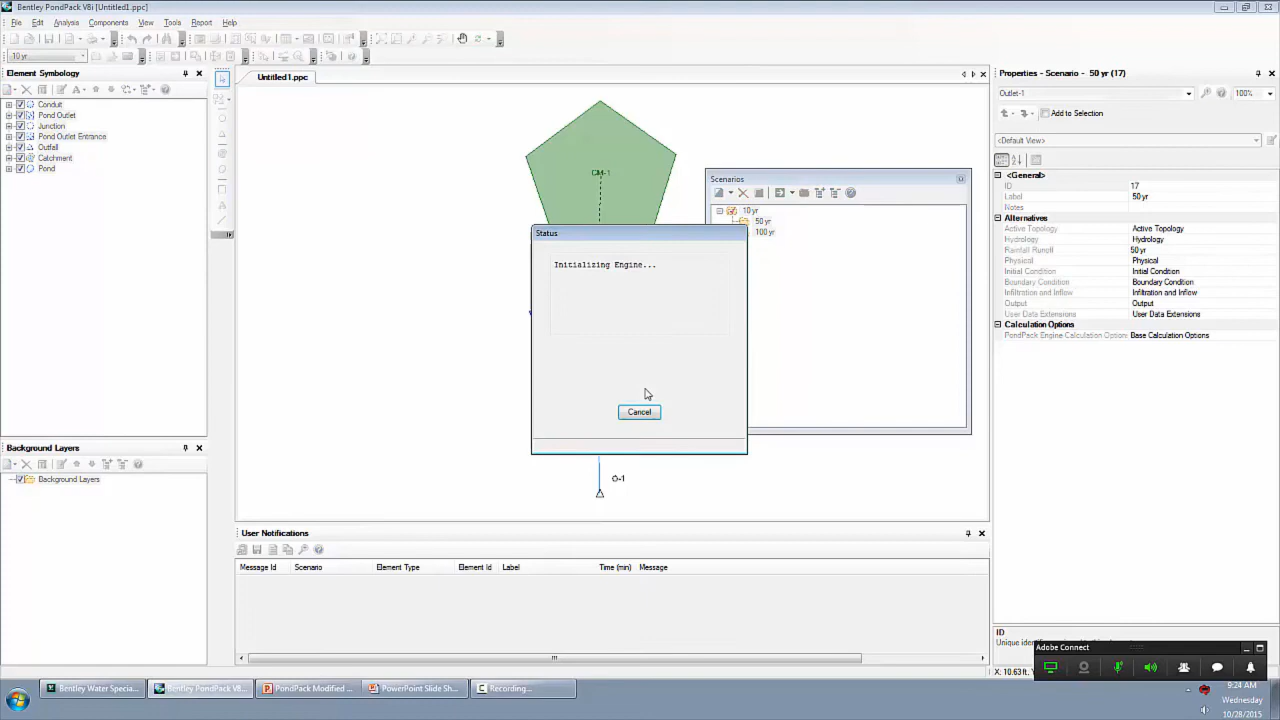 Bentley PondPack V8i [Untitled1.ppc]
File Edit Analysis Components View Tools Report Help
10 yr
Element Symbology
Conduit
Pond Outlet
Junction
Pond Outlet Entrance
Outfall
Catchment
Pond
Background Layers
Background Layers
Untitled1.ppc
CM-1
O-1
Scenarios
10 yr
50 yr
100 yr
Status
Initializing Engine...
Cancel
User Notifications
Message Id Scenario Element Type Element Id Label Time (min) Message
Properties - Scenario - 50 yr (17)
Outlet-1 100%
Add to Selection
<Default View>
<General>
ID 17
Label 50 yr
Notes
Alternatives
Active Topology Active Topology
Hydrology Hydrology
Rainfall Runoff 50 yr
Physical Physical
Initial Condition Initial Condition
Boundary Condition Boundary Condition
Infiltration and Inflow Infiltration and Inflow
Output Output
User Data Extensions User Data Extensions
Calculation Options
PondPack Engine Calculation Options Base Calculation Options
ID
X: 10.63 ft,
Adobe Connect
Bentley Water Specia...
Bentley PondPack V8...
PondPack Modified ...
PowerPoint Slide Sh...
Recording...
9:24 AM
Wednesday
10/28/2015